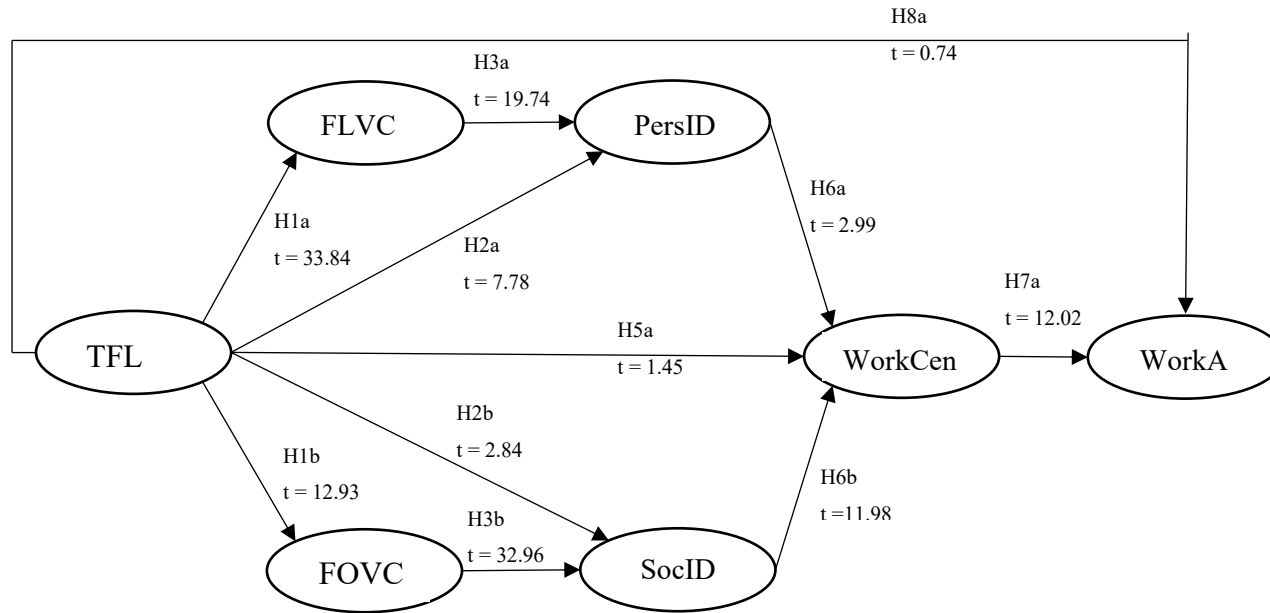 H8a
t = 0.74
H3a
t = 19.74
FLVC
PersID
H6a
t = 2.99
H1a
t = 33.84
H2a
t = 7.78
H7a
t = 12.02
H5a
t = 1.45
TFL
WorkCen
WorkA
H2b
t = 2.84
H1b
t = 12.93
H6b
t =11.98
H3b
t = 32.96
FOVC
SocID